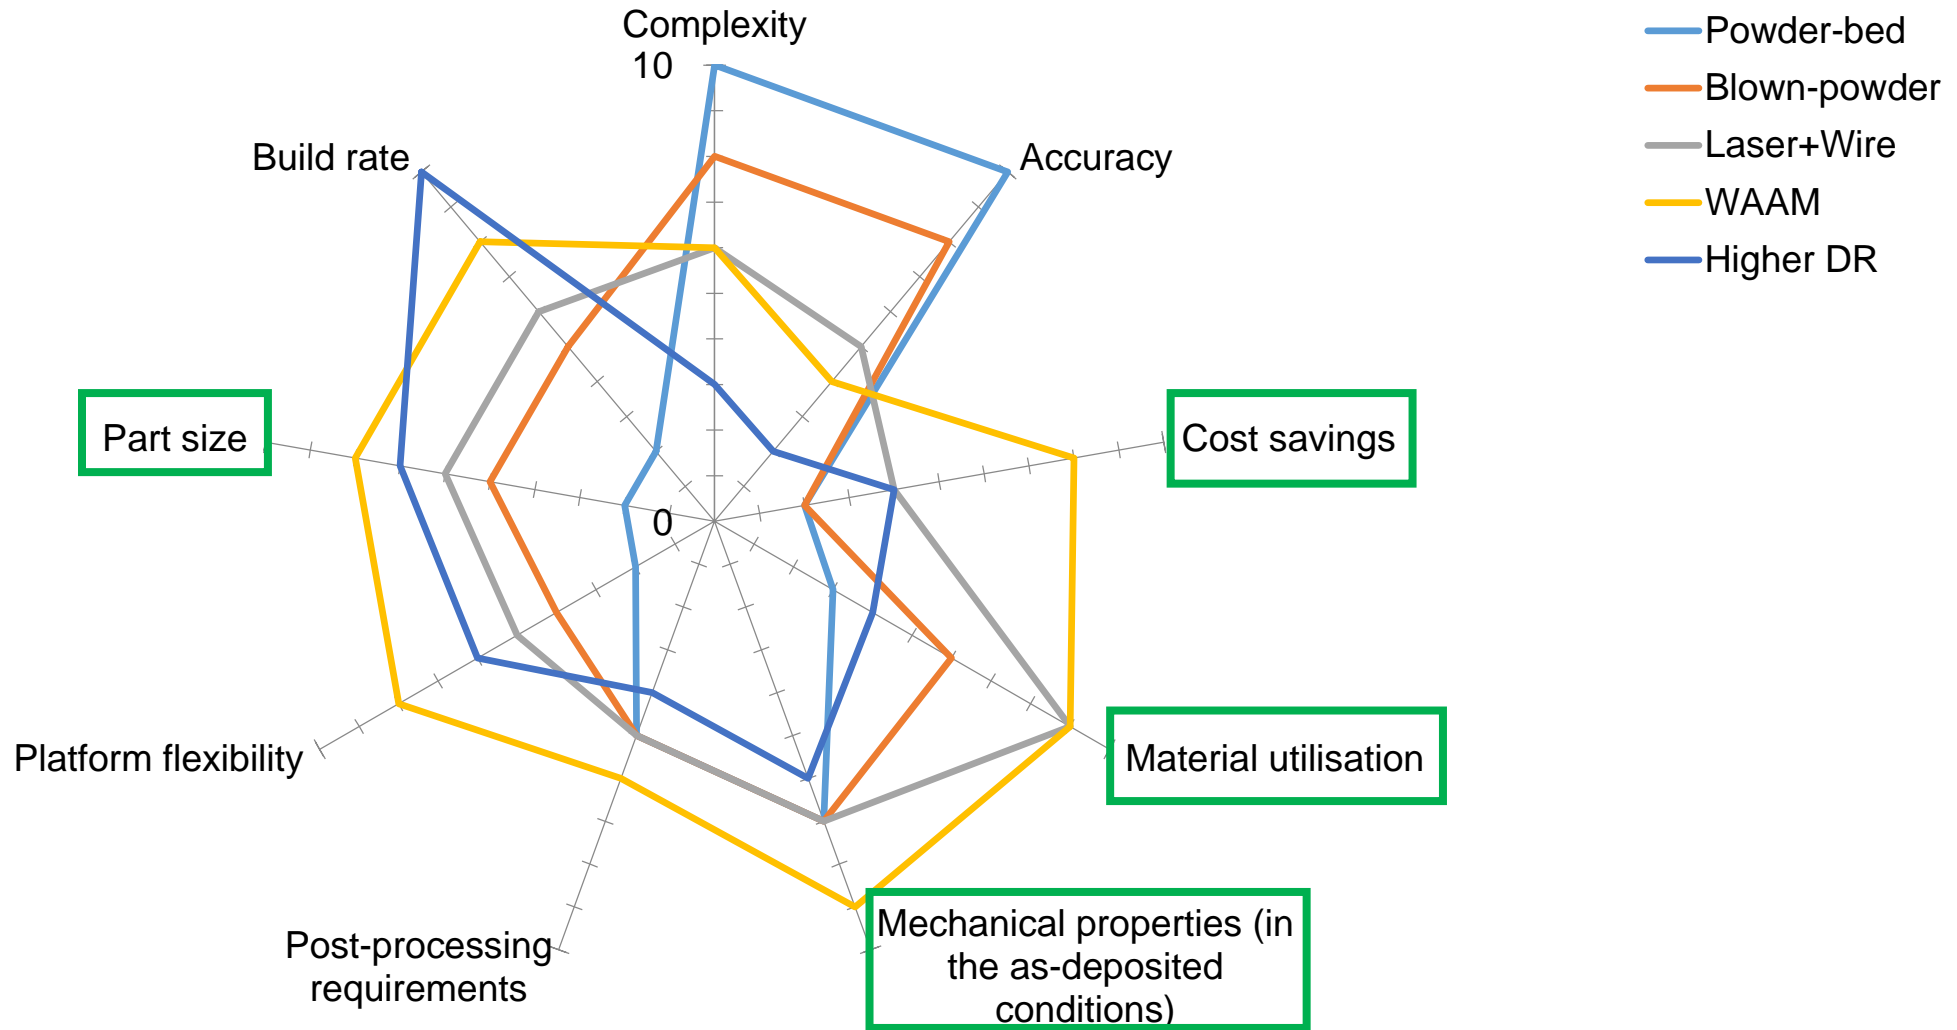 Complexity
10
Powder-bed
Blown-powder
Laser+Wire
WAAM
Higher DR
Build rate
Accuracy
Part size
Cost savings
0
Platform flexibility
Material utilisation
Post-processing
requirements
Mechanical properties (in
the as-deposited
conditions)